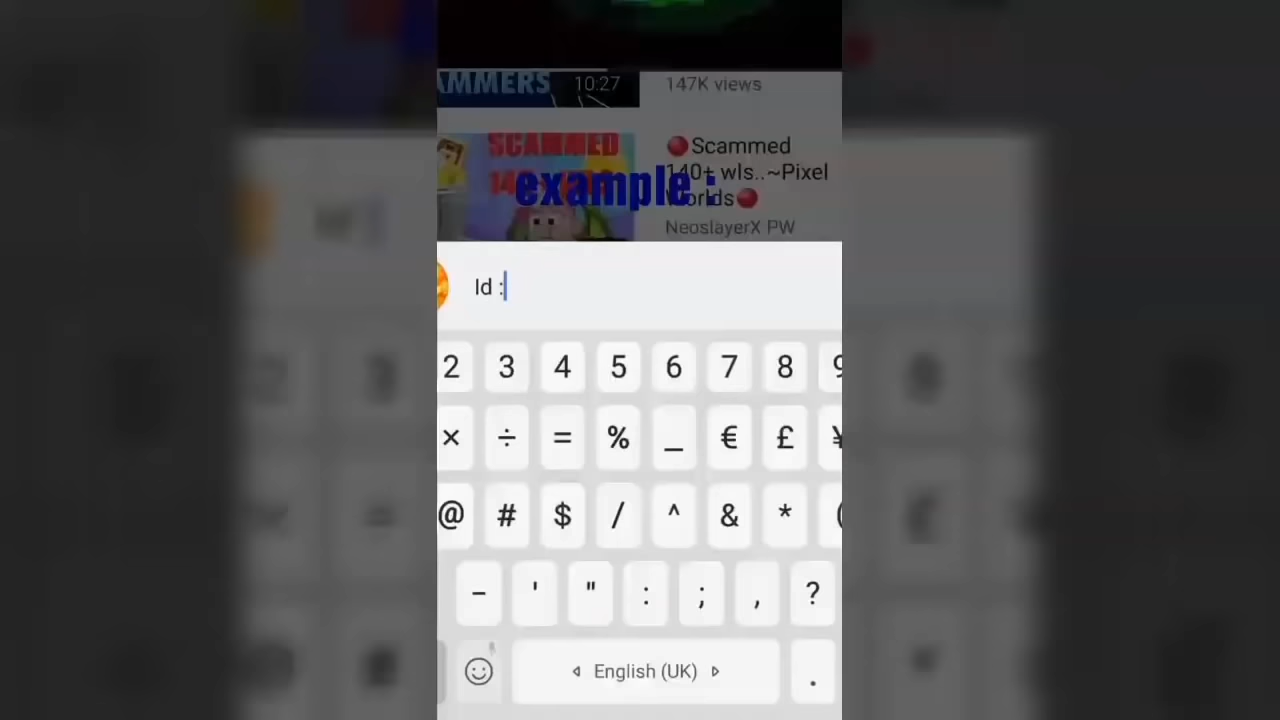 AMMERS
10:27
147K views
SCAMMED
🔴Scammed
140+ wls..~Pixel
Worlds🔴
example :
NeoslayerX PW
Id :
2 3 4 5 6 7 8 9
× ÷ = % _ € £ ¥
@ # $ / ^ & * (
- ' " : ; , ?
English (UK) .